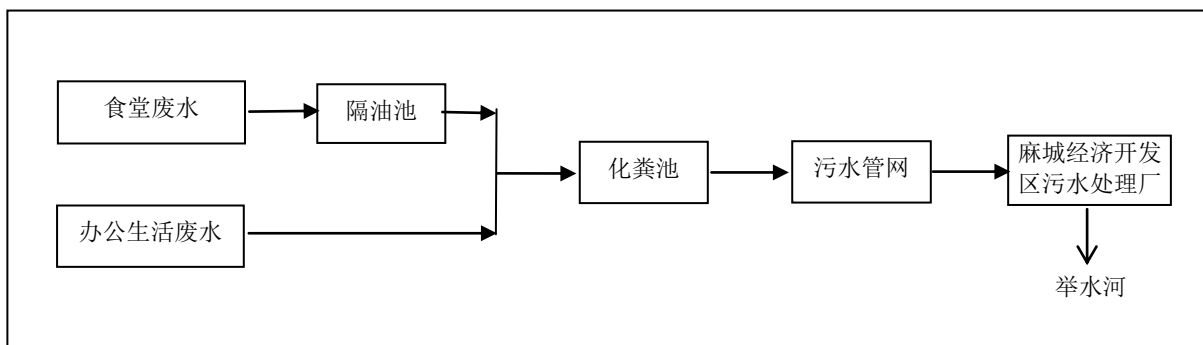 食堂废水
隔油池
办公生活废水
化粪池
污水管网
麻城经济开发
区污水处理厂
举水河